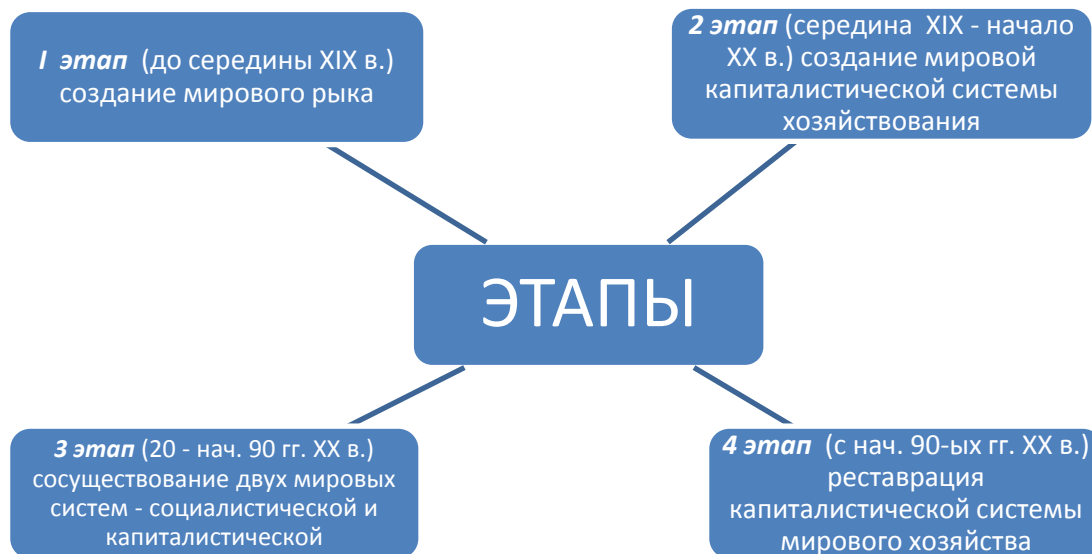 I этап (до середины XIX в.)
создание мирового рыка
2 этап (середина XIX - начало
XX в.) создание мировой
капиталистической системы
хозяйствования
ЭТАПЫ
3 этап (20 - нач. 90 гг. XX в.)
сосуществование двух мировых
систем - социалистической и
капиталистической
4 этап (с нач. 90-ых гг. XX в.)
реставрация
капиталистической системы
мирового хозяйства